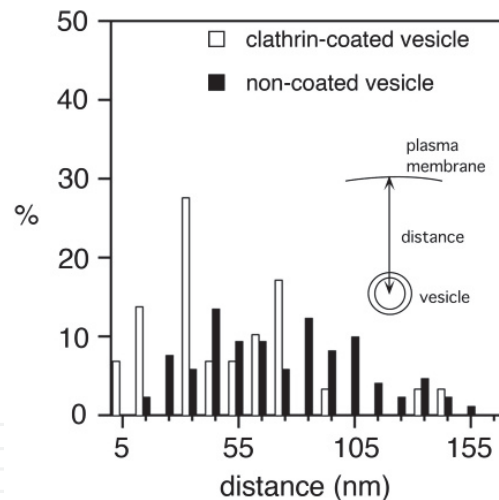 50
40
30
20
10
0
%
clathrin-coated vesicle
non-coated vesicle
plasma
membrane
distance
vesicle
5 55 105 155
distance (nm)